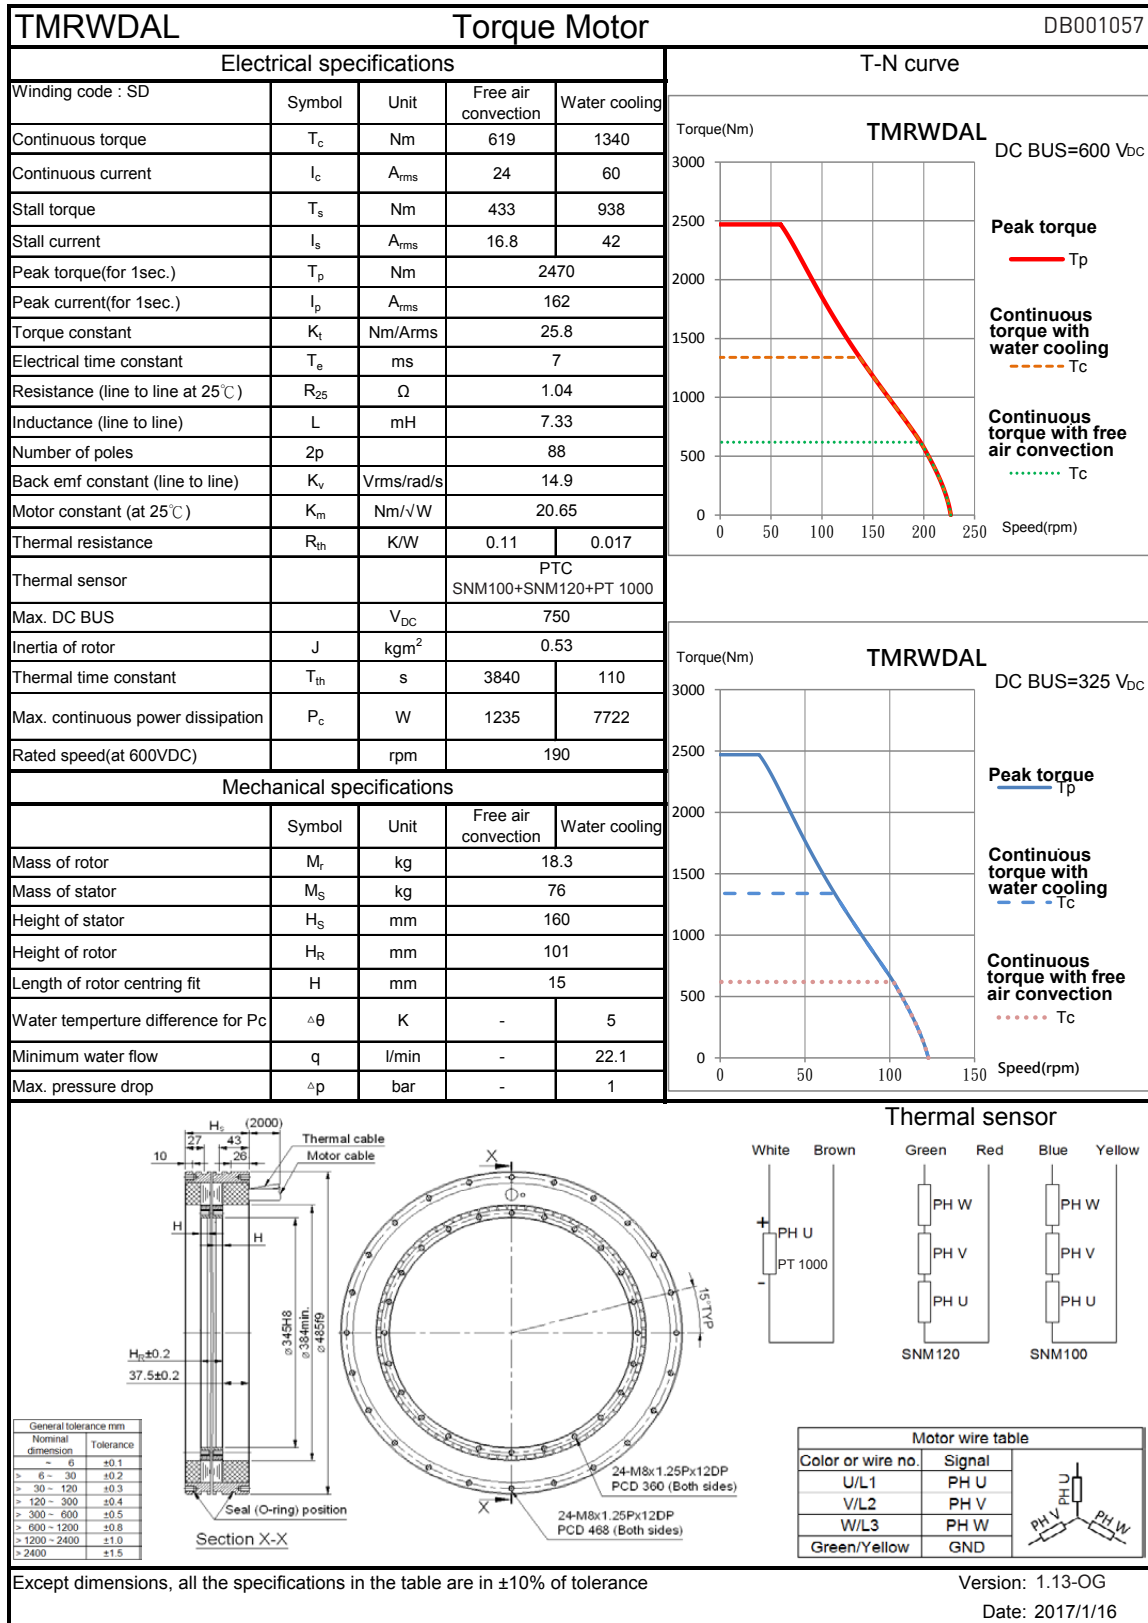 TMRWDAL Torque Motor DB001057
Electrical specifications
Winding code : SD Symbol Unit Free air convection Water cooling
Continuous torque Tc Nm 619 1340
Continuous current Ic Arms 24 60
Stall torque Ts Nm 433 938
Stall current Is Arms 16.8 42
Peak torque(for 1sec.) Tp Nm 2470
Peak current(for 1sec.) Ip Arms 162
Torque constant Kt Nm/Arms 25.8
Electrical time constant Te ms 7
Resistance (line to line at 25℃) R25 Ω 1.04
Inductance (line to line) L mH 7.33
Number of poles 2p 88
Back emf constant (line to line) Kv Vrms/rad/s 14.9
Motor constant (at 25℃) Km Nm/√W 20.65
Thermal resistance Rth K/W 0.11 0.017
Thermal sensor PTC SNM100+SNM120+PT 1000
Max. DC BUS VDC 750
Inertia of rotor J kgm² 0.53
Thermal time constant Tth s 3840 110
Max. continuous power dissipation Pc W 1235 7722
Rated speed(at 600VDC) rpm 190
Mechanical specifications
Symbol Unit Free air convection Water cooling
Mass of rotor Mr kg 18.3
Mass of stator MS kg 76
Height of stator HS mm 160
Height of rotor HR mm 101
Length of rotor centring fit H mm 15
Water temperture difference for Pc △θ K - 5
Minimum water flow q l/min - 22.1
Max. pressure drop △p bar - 1
T-N curve
Torque(Nm) TMRWDAL
DC BUS=600 VDC
3000
2500
2000
1500
1000
500
0
0 50 100 150 200 250 Speed(rpm)
Peak torque
Tp
Continuous
torque with
water cooling
Tc
Continuous
torque with free
air convection
Tc
Torque(Nm) TMRWDAL
DC BUS=325 VDC
3000
2500
2000
1500
1000
500
0
0 50 100 150 Speed(rpm)
Peak torque
Tp
Continuous
torque with
water cooling
Tc
Continuous
torque with free
air convection
Tc
Hs (2000)
27 43
10 26
Thermal cable
Motor cable
H
H
⌀345H8
⌀384min.
⌀485f9
HR±0.2
37.5±0.2
Seal (O-ring) position
Section X-X
X
X
15°TYP
24-M8x1.25Px12DP
PCD 360 (Both sides)
24-M8x1.25Px12DP
PCD 468 (Both sides)
General tolerance mm
Nominal dimension Tolerance
~ 6 ±0.1
> 6 ~ 30 ±0.2
> 30 ~ 120 ±0.3
> 120 ~ 300 ±0.4
> 300 ~ 600 ±0.5
> 600 ~ 1200 ±0.8
> 1200 ~ 2400 ±1.0
> 2400 ±1.5
Thermal sensor
White Brown Green Red Blue Yellow
+
PH U
PT 1000
-
PH W
PH V
PH U
SNM120
PH W
PH V
PH U
SNM100
Motor wire table
Color or wire no. Signal
U/L1 PH U
V/L2 PH V
W/L3 PH W
Green/Yellow GND
PH U
PH V
PH W
Except dimensions, all the specifications in the table are in ±10% of tolerance
Version: 1.13-OG
Date: 2017/1/16